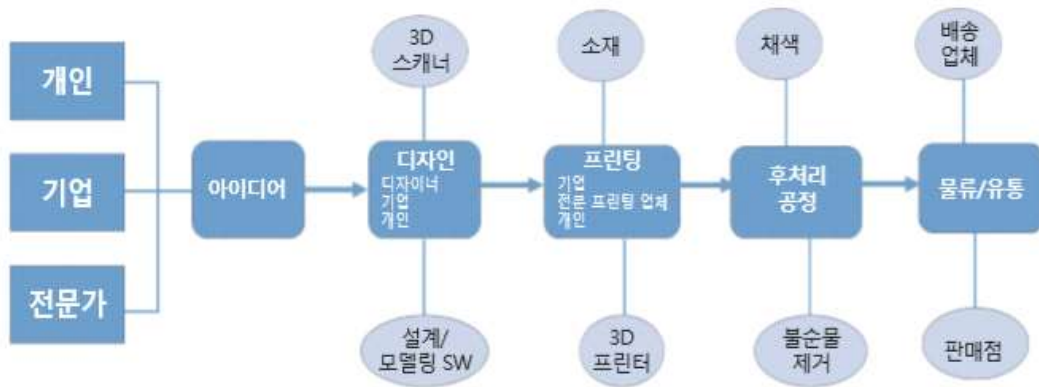 3D
스캐너
소재
채색
배송
업체
개인
기업
전문가
아이디어
디자인
디자이너
기업
개인
프린팅
기업
전문 프린팅 업체
개인
후처리
공정
물류/유통
설계/
모델링 SW
3D
프린터
불순물
제거
판매점